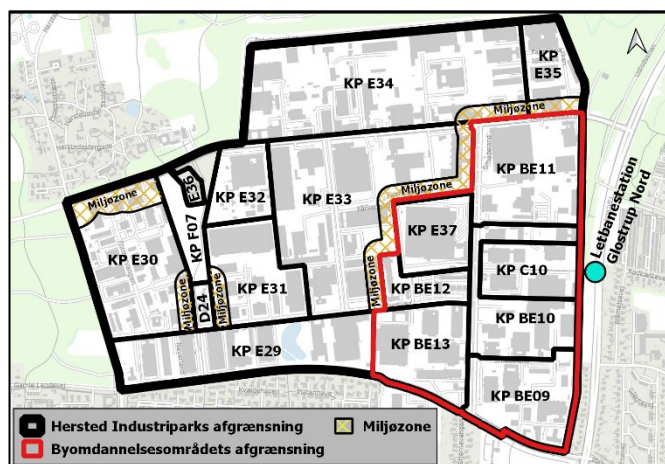 KP E34
KP
E35
Miljøzone
KP BE11
Miljøzone
KP E32
KP E33
E36
Miljøzone
KP F07
KP E37
KP E30
Letbanestation
Glostrup Nord
KP C10
KP E31
Miljøzone
KP BE12
Miljøzone
D24
Miljøzone
KP BE10
KP E29
KP BE13
KP BE09
Hersted Industriparks afgrænsning
Miljøzone
Byomdannelsesområdets afgrænsning